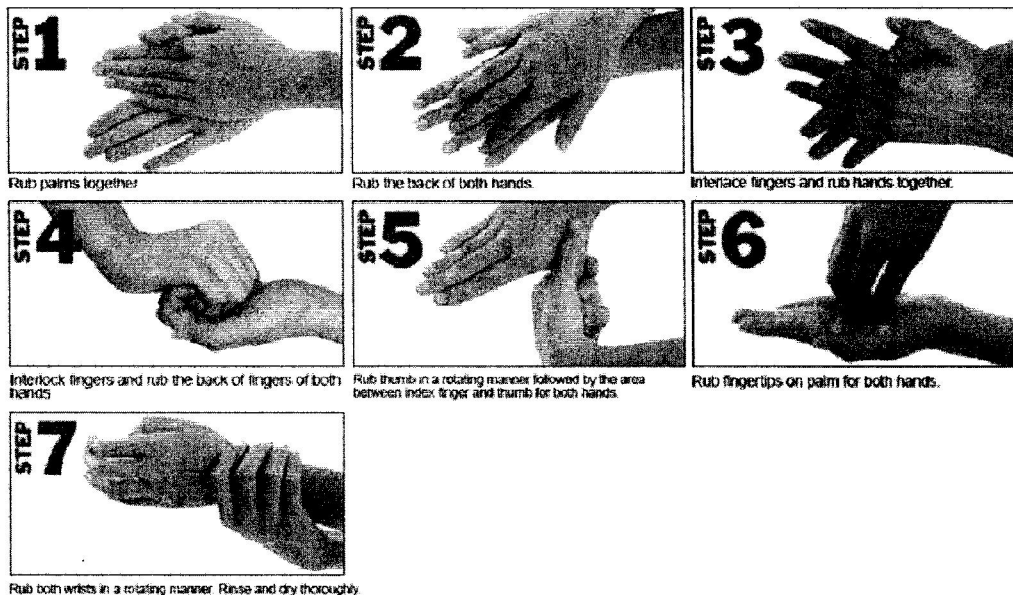 STEP 1
Rub palms together
STEP 2
Rub the back of both hands.
STEP 3
Interlace fingers and rub hands together.
STEP 4
Interlock fingers and rub the back of fingers of both
hands
STEP 5
Rub thumb in a rotating manner followed by the area
between index finger and thumb for both hands.
STEP 6
Rub fingertips on palm for both hands.
STEP 7
Rub both wrists in a rotating manner. Rinse and dry thoroughly